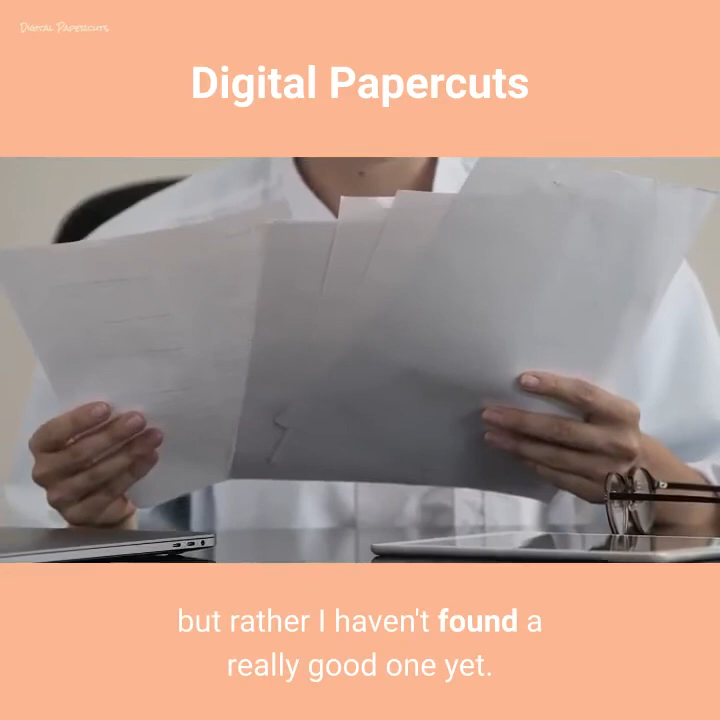 Digital Papercuts
Digital Papercuts
but rather I haven't found a
really good one yet.